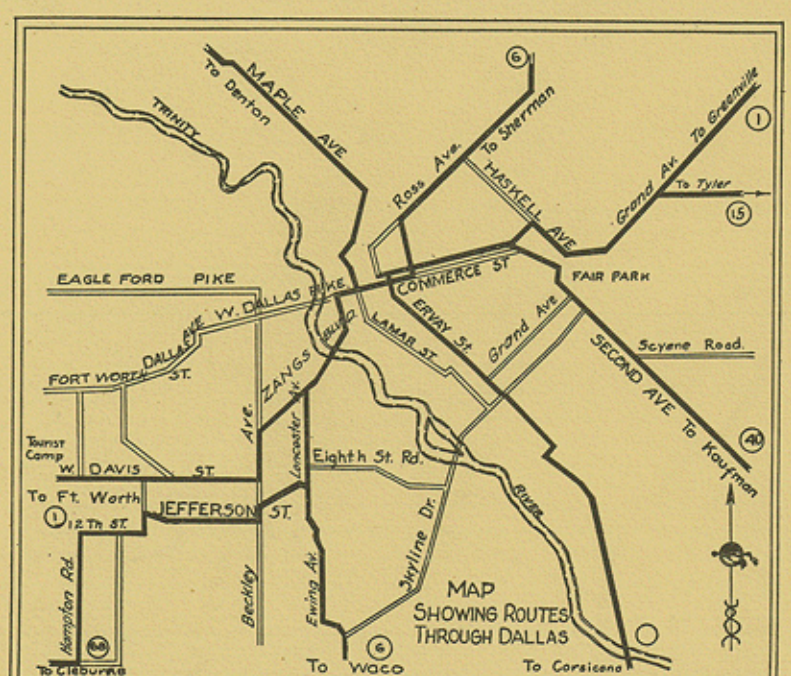 6
To Denton
MAPLE AVE
TRINITY
To Sherman
Ross Ave.
HASKELL AVE
To Greenville
1
Grand Av.
To Tyler
15
EAGLE FORD PIKE
W. DALLAS PIKE
COMMERCE ST
FAIR PARK
ERVAY St.
Grand Ave
LAMAR ST.
ZANGS BLVD.
DALLAS AVE
FORT WORTH ST.
SECOND AVE
Scyene Road.
To Kaufman
40
Tourist
Camp
Ave.
Lancaster Av.
Eighth St. Rd.
W. DAVIS ST.
To Ft. Worth
1
JEFFERSON ST.
12TH ST.
RIVER
Skyline Dr.
Hampton Rd.
Beckley
Ewing Av.
MAP
SHOWING ROUTES
THROUGH DALLAS
68
6
To Cleburne
To Waco
To Corsicana